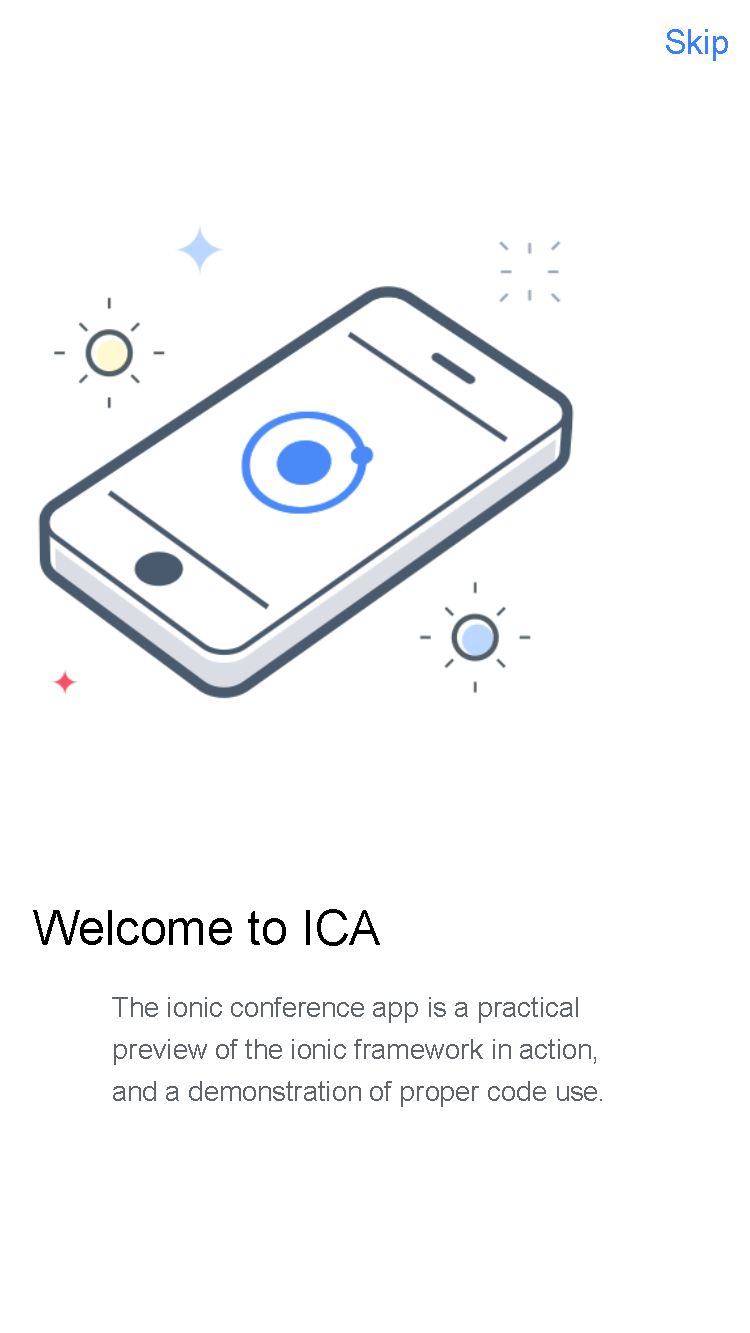 Skip
Welcome to ICA
The ionic conference app is a practical
preview of the ionic framework in action,
and a demonstration of proper code use.